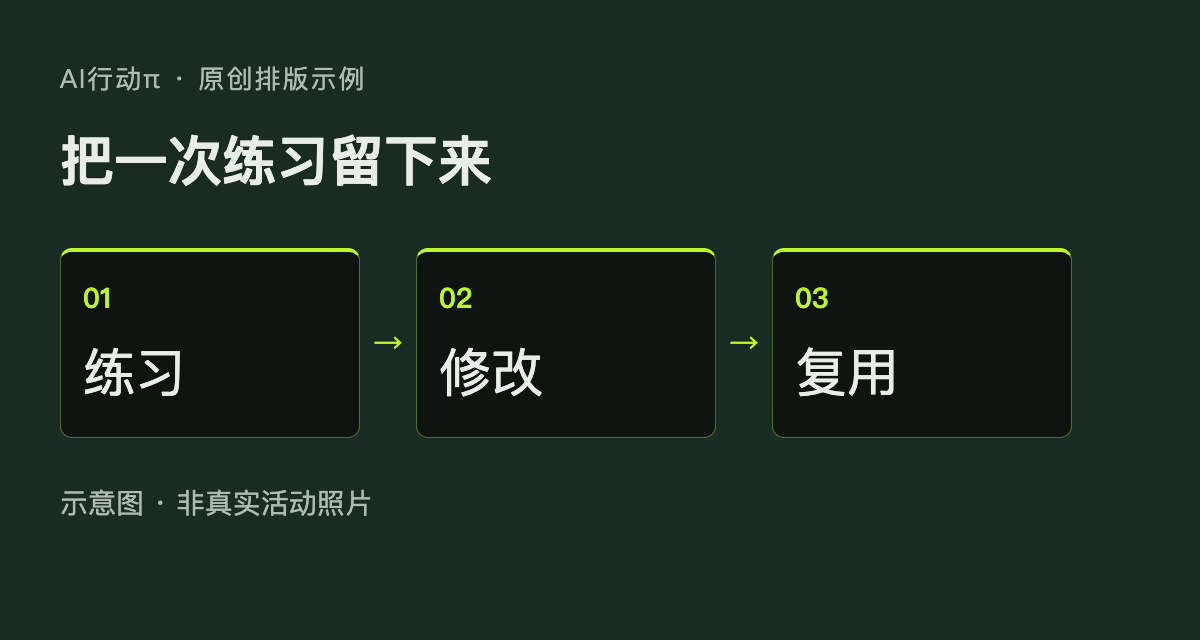 AI行动π · 原创排版示例
把一次练习留下来
01
练习
→
02
修改
→
03
复用
示意图 · 非真实活动照片